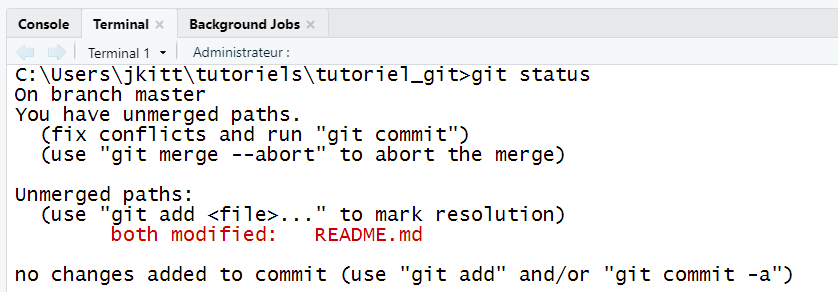 Console Terminal Background Jobs
Terminal 1 Administrateur :
C:\Users\jkitt\tutoriels\tutoriel_git>git status
On branch master
You have unmerged paths.
  (fix conflicts and run "git commit")
  (use "git merge --abort" to abort the merge)
Unmerged paths:
  (use "git add <file>..." to mark resolution)
        both modified:   README.md
no changes added to commit (use "git add" and/or "git commit -a")